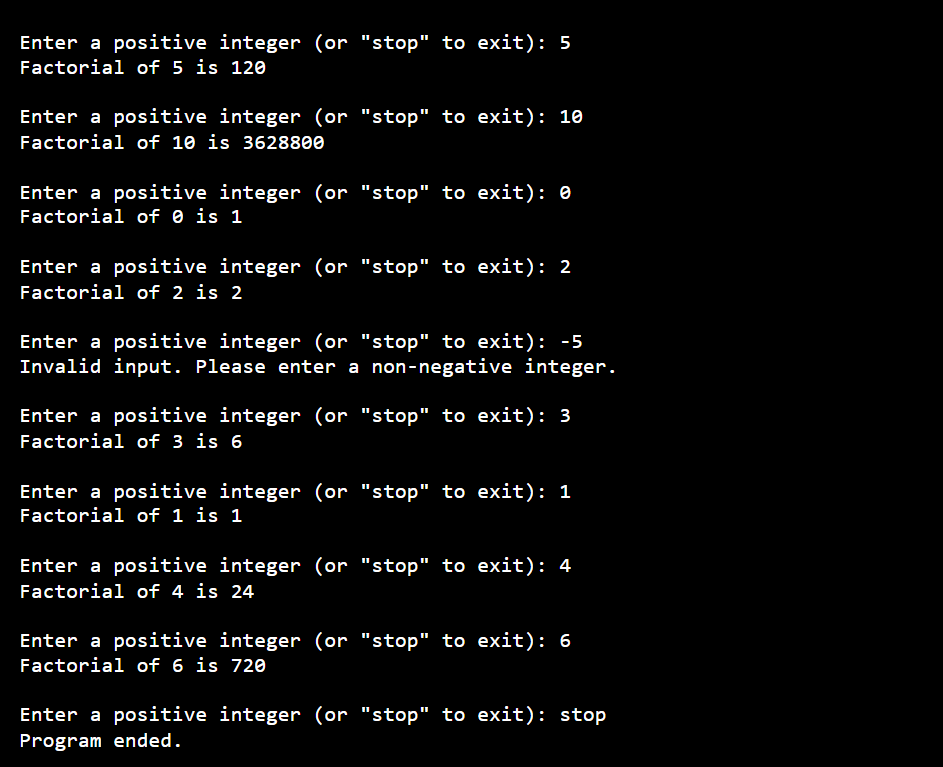 Enter a positive integer (or "stop" to exit): 5
Factorial of 5 is 120
Enter a positive integer (or "stop" to exit): 10
Factorial of 10 is 3628800
Enter a positive integer (or "stop" to exit): 0
Factorial of 0 is 1
Enter a positive integer (or "stop" to exit): 2
Factorial of 2 is 2
Enter a positive integer (or "stop" to exit): -5
Invalid input. Please enter a non-negative integer.
Enter a positive integer (or "stop" to exit): 3
Factorial of 3 is 6
Enter a positive integer (or "stop" to exit): 1
Factorial of 1 is 1
Enter a positive integer (or "stop" to exit): 4
Factorial of 4 is 24
Enter a positive integer (or "stop" to exit): 6
Factorial of 6 is 720
Enter a positive integer (or "stop" to exit): stop
Program ended.